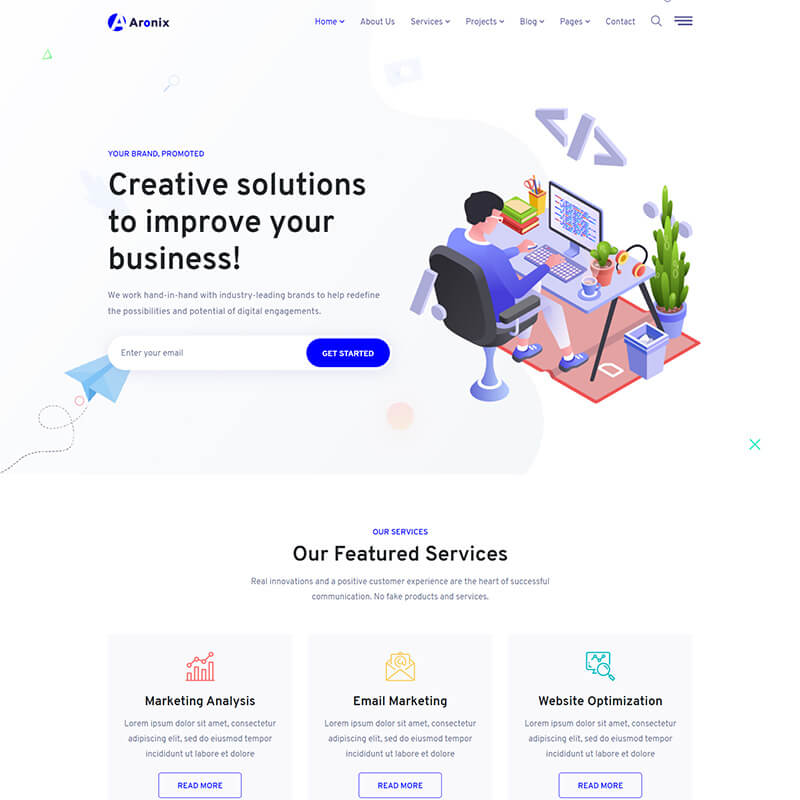 Aronix
Home About Us Services Projects Blog Pages Contact
YOUR BRAND, PROMOTED
Creative solutions
to improve your
business!
We work hand-in-hand with industry-leading brands to help redefine
the possibilities and potential of digital engagements.
Enter your email
GET STARTED
OUR SERVICES
Our Featured Services
Real innovations and a positive customer experience are the heart of successful
communication. No fake products and services.
Marketing Analysis
Lorem ipsum dolor sit amet, consectetur
adipiscing elit, sed do eiusmod tempor
incididunt ut labore et dolore
READ MORE
Email Marketing
Lorem ipsum dolor sit amet, consectetur
adipiscing elit, sed do eiusmod tempor
incididunt ut labore et dolore
READ MORE
Website Optimization
Lorem ipsum dolor sit amet, consectetur
adipiscing elit, sed do eiusmod tempor
incididunt ut labore et dolore
READ MORE